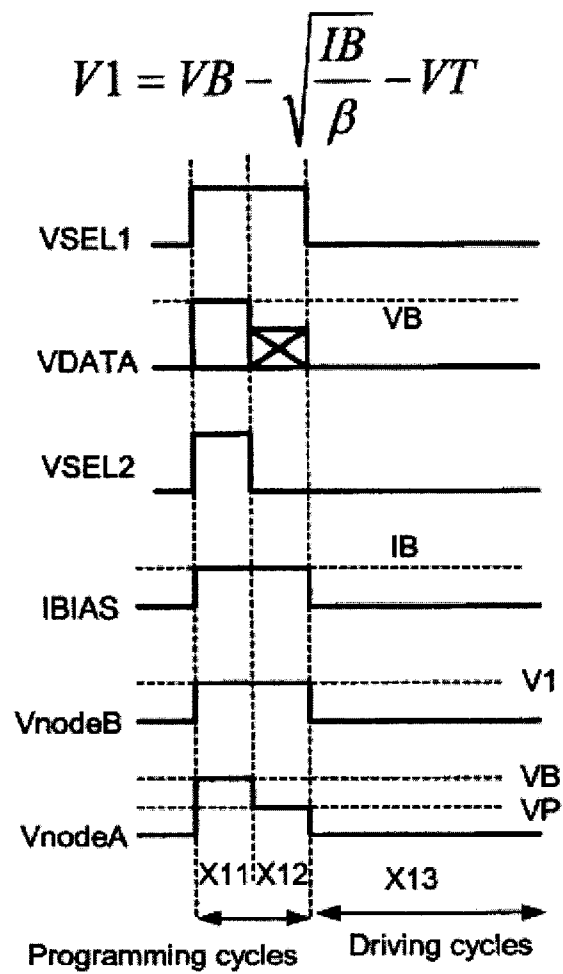 V1 = VB - √(IB/β) - VT
VSEL1
VB
VDATA
VSEL2
IB
IBIAS
V1
VnodeB
VB
VP
VnodeA
X11 X12 X13
Programming cycles Driving cycles